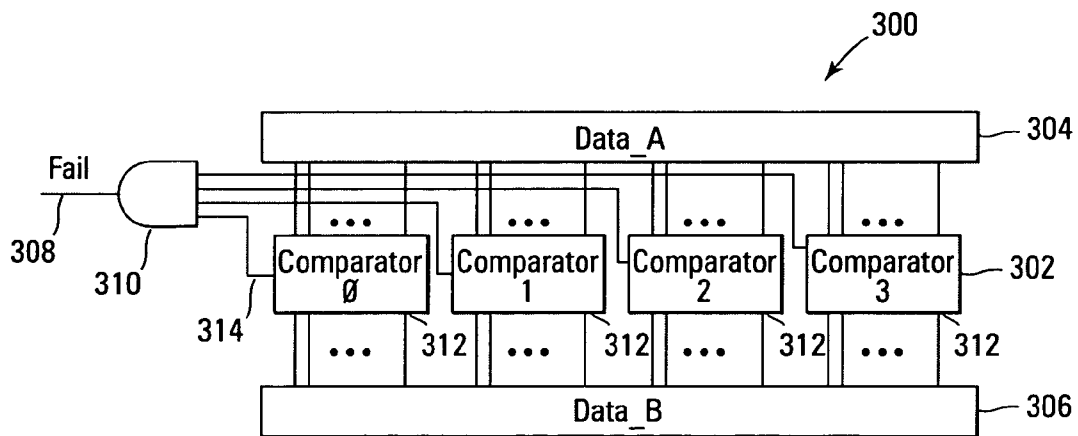 300
Data_A
304
Fail
308
310
314
Comparator
Ø
Comparator
1
Comparator
2
Comparator
3
302
312
312
312
312
Data_B
306